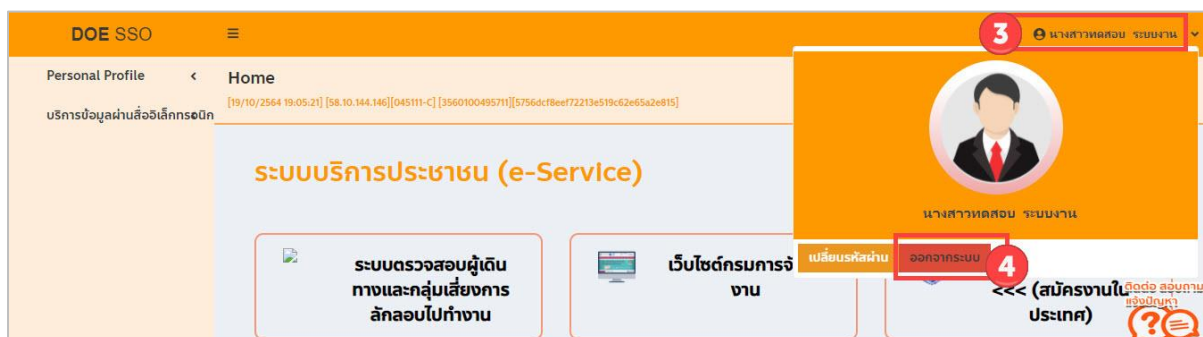 DOE SSO
3
นางสาวทดสอบ ระบบงาน
Personal Profile
บริการข้อมูลผ่านสื่ออิเล็กทรอนิก
Home
[19/10/2564 19:05:21] [58.10.144.146][045111-C] [3560100495711][5756dcf8eef72213e519c62e65a2e815]
ระบบบริการประชาชน (e-Service)
นางสาวทดสอบ ระบบงาน
เปลี่ยนรหัสผ่าน
ออกจากระบบ
4
ระบบตรวจสอบผู้เดิน
ทางและกลุ่มเสี่ยงการ
ลักลอบไปทำงาน
เว็บไซต์กรมการจั
งาน
<<< (สมัครงานใน
ประเทศ)
ติดต่อ สอบถาม
แจ้งปัญหา